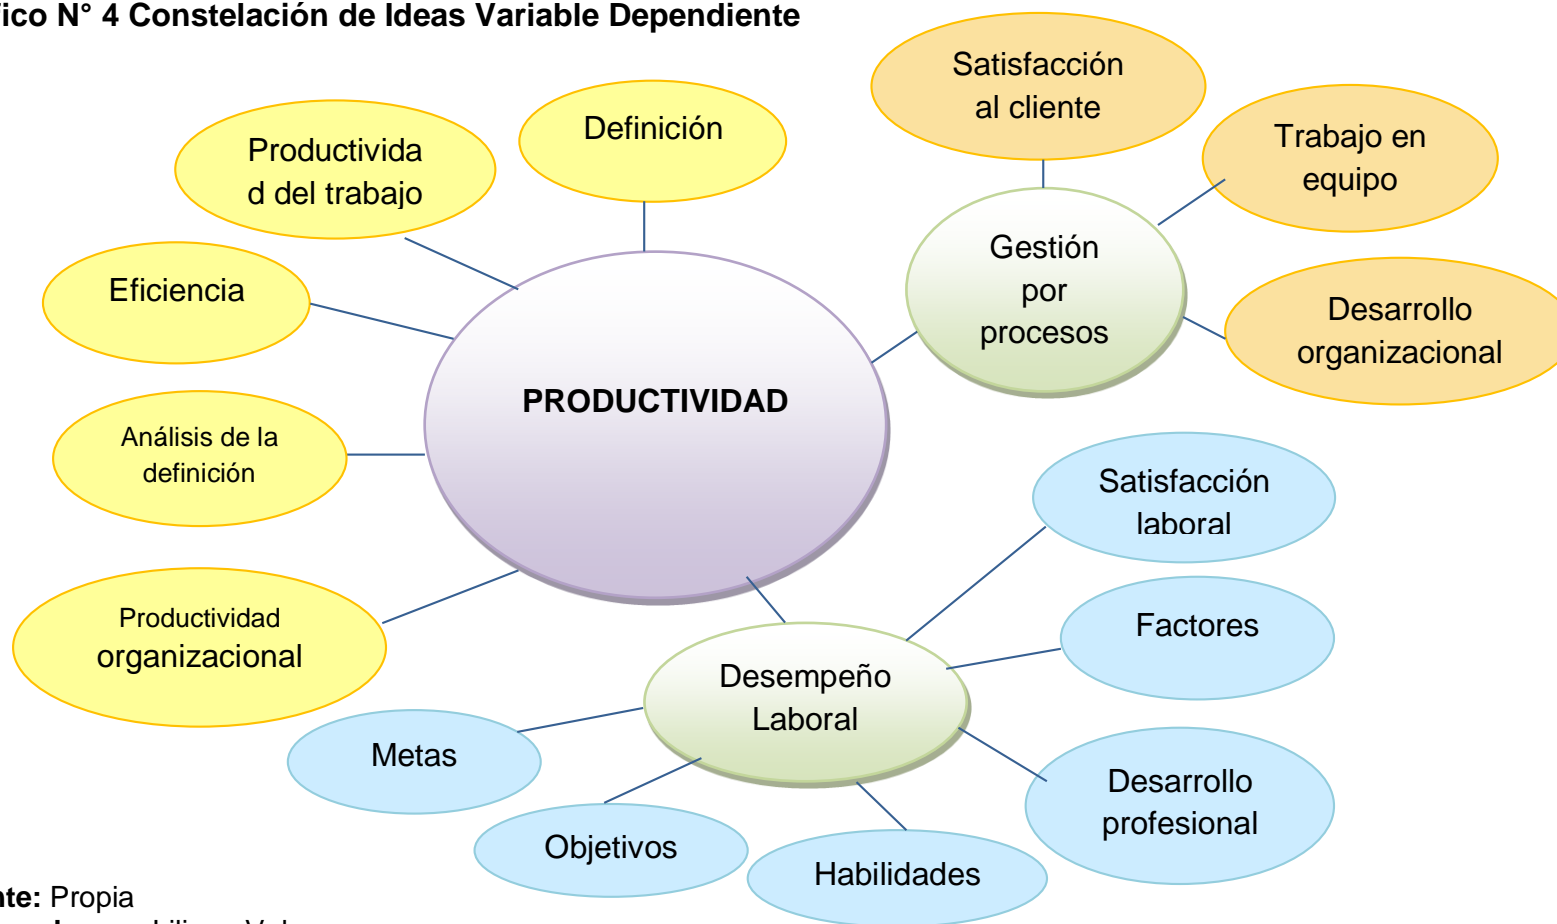 fico N° 4 Constelación de Ideas Variable Dependiente
Satisfacción
al cliente
Definición
Productivida
d del trabajo
Trabajo en
equipo
Gestión
por
procesos
Eficiencia
Desarrollo
organizacional
PRODUCTIVIDAD
Análisis de la
definición
Satisfacción
laboral
Productividad
organizacional
Factores
Desempeño
Laboral
Metas
Desarrollo
profesional
Objetivos
Habilidades
nte: Propia